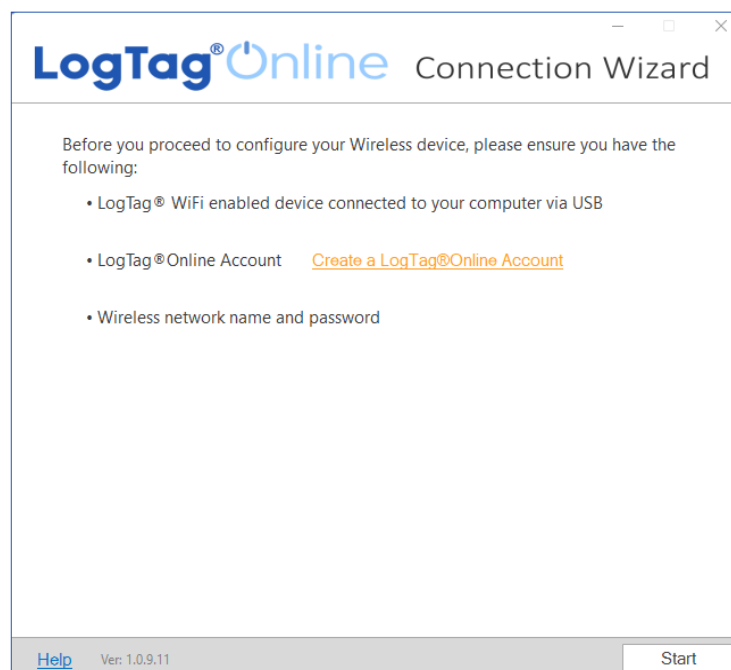 LogTag®Online Connection Wizard
Before you proceed to configure your Wireless device, please ensure you have the
following:
• LogTag® WiFi enabled device connected to your computer via USB
• LogTag®Online Account Create a LogTag®Online Account
• Wireless network name and password
Help Ver: 1.0.9.11 Start